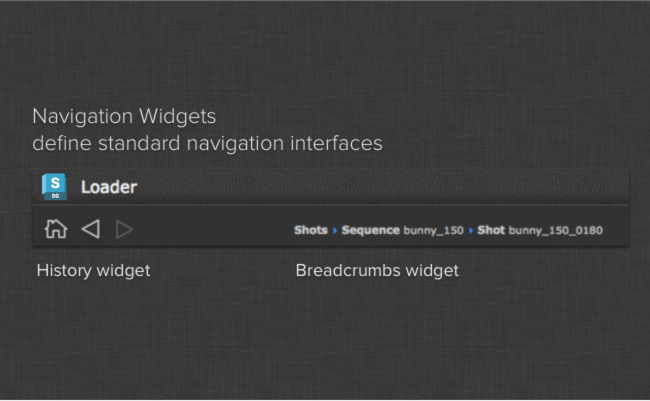 Navigation Widgets
define standard navigation interfaces
S
SG
Loader
Shots Sequence bunny_150 Shot bunny_150_0180
History widget Breadcrumbs widget